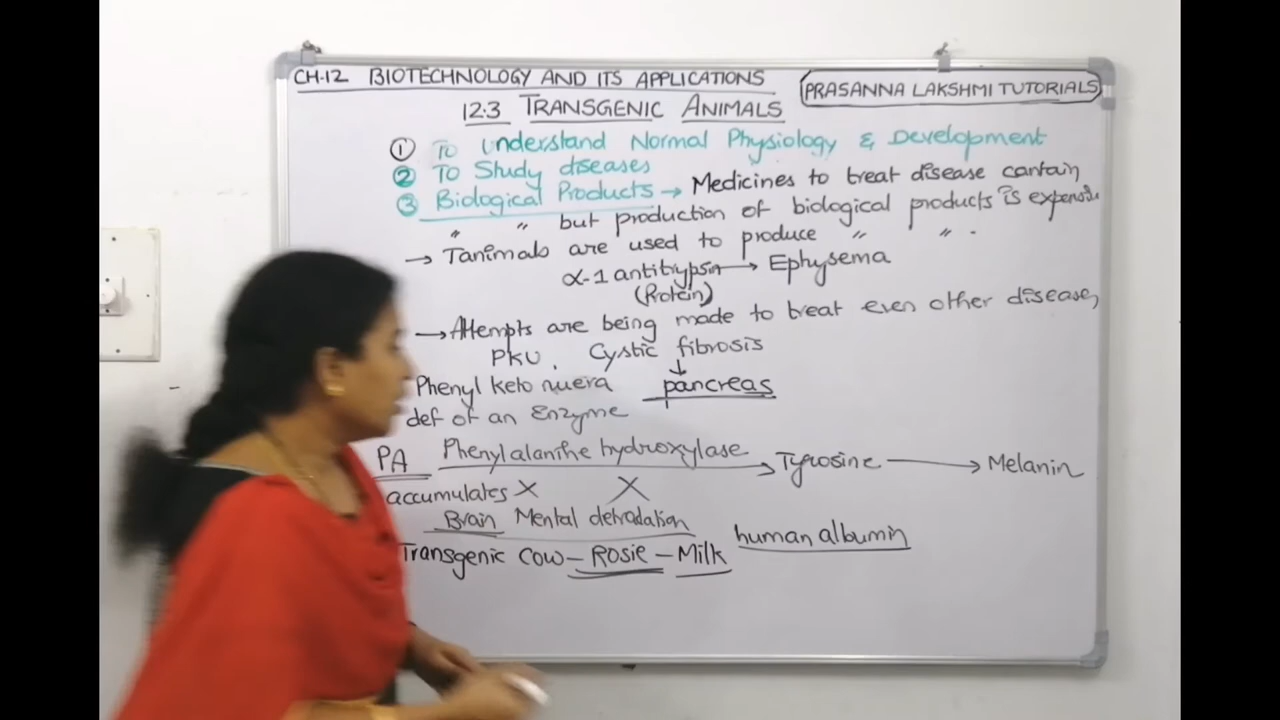 CH-12 BIOTECHNOLOGY AND ITS APPLICATIONS
PRASANNA LAKSHMI TUTORIALS
12.3 TRANSGENIC ANIMALS
① To Understand Normal Physiology & Development
② To Study diseases
③ Biological Products → Medicines to treat disease contain
" " but production of biological products is expensive
→ Tanimals are used to produce " " .
α-1 antitrypsin → Ephysema
(Protein)
→ Attempts are being made to treat even other disease,
PKU, Cystic fibrosis
↓
Phenyl keto nuera pancreas
def of an Enzyme
PA Phenylalanine hydroxylase → Tyrosine → Melanin
accumulates X X
Brain Mental detradation
Transgenic cow – Rosie – Milk human albumin